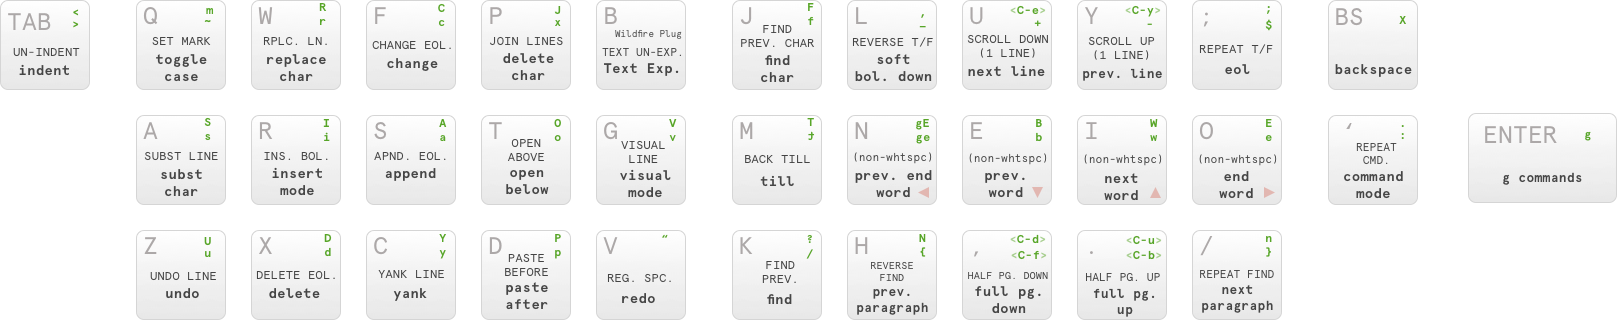 TAB
<
>
UN-INDENT
indent
Q
m
~
SET MARK
toggle
case
W
R
r
RPLC. LN.
replace
char
F
C
c
CHANGE EOL.
change
P
J
x
JOIN LINES
delete
char
B
Wildfire Plug
TEXT UN-EXP.
Text Exp.
J
F
f
FIND
PREV. CHAR
find
char
L
,
_
REVERSE T/F
soft
bol. down
U
<C-e>
+
SCROLL DOWN
(1 LINE)
next line
Y
<C-y>
-
SCROLL UP
(1 LINE)
prev. line
;
;
$
REPEAT T/F
eol
BS
X
backspace
A
S
s
SUBST LINE
subst
char
R
I
i
INS. BOL.
insert
mode
S
A
a
APND. EOL.
append
T
O
o
OPEN
ABOVE
open
below
G
V
v
VISUAL
LINE
visual
mode
M
T
t
BACK TILL
till
N
gE
ge
(non-whtspc)
prev. end
word ◀
E
B
b
(non-whtspc)
prev.
word ▼
I
W
w
(non-whtspc)
next
word ▲
O
E
e
(non-whtspc)
end
word ▶
‘
.
:
REPEAT
CMD.
command
mode
ENTER
g
g commands
Z
U
u
UNDO LINE
undo
X
D
d
DELETE EOL.
delete
C
Y
y
YANK LINE
yank
D
P
p
PASTE
BEFORE
paste
after
V
“
REG. SPC.
redo
K
?
/
FIND
PREV.
find
H
N
{
REVERSE
FIND
prev.
paragraph
,
<C-d>
<C-f>
HALF PG. DOWN
full pg.
down
.
<C-u>
<C-b>
HALF PG. UP
full pg.
up
/
n
}
REPEAT FIND
next
paragraph